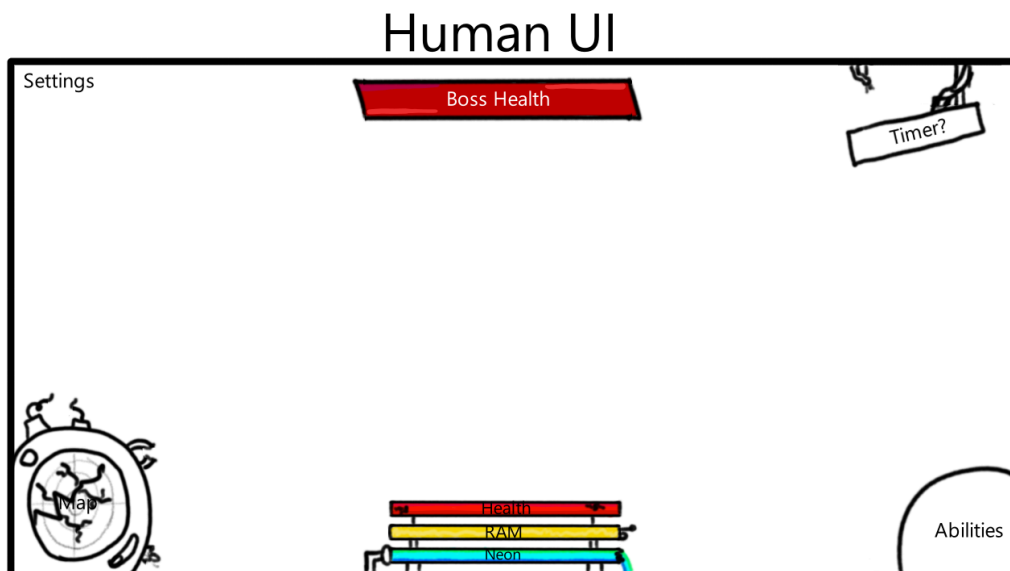 Human UI
Settings
Boss Health
Timer?
Map
Health
RAM
Neon
Abilities